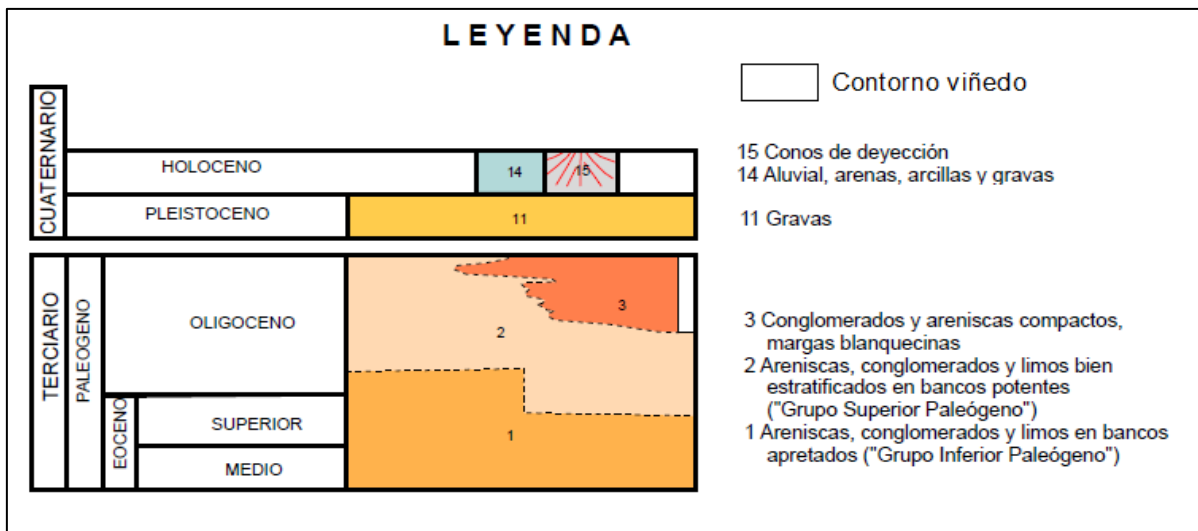 LEYENDA
Contorno viñedo
CUATERNARIO
HOLOCENO
14
15
PLEISTOCENO
11
15 Conos de deyección
14 Aluvial, arenas, arcillas y gravas
11 Gravas
TERCIARIO
PALEOGENO
OLIGOCENO
EOCENO
SUPERIOR
MEDIO
3
2
1
3 Conglomerados y areniscas compactos,
margas blanquecinas
2 Areniscas, conglomerados y limos bien
estratificados en bancos potentes
("Grupo Superior Paleógeno")
1 Areniscas, conglomerados y limos en bancos
apretados ("Grupo Inferior Paleógeno")